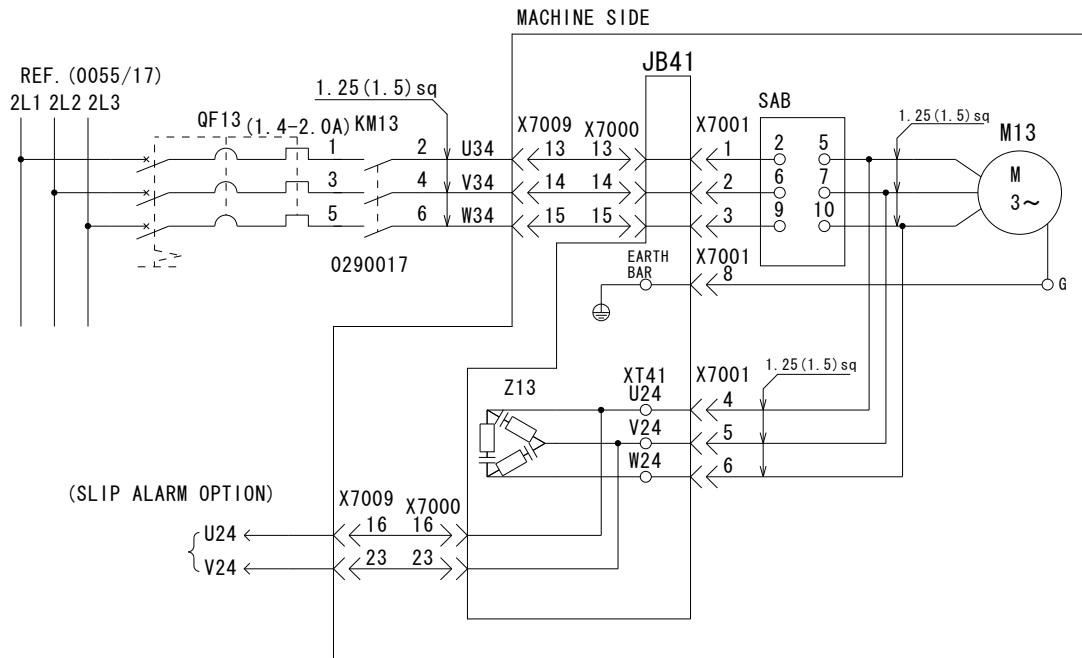 MACHINE SIDE
JB41
REF. (0055/17)
2L1 2L2 2L3
QF13 (1.4-2.0A) KM13
1.25(1.5)sq
X7009 X7000 X7001
SAB
1.25(1.5)sq
M13
1 2 U34 13 13 1 2 5
3 4 V34 14 14 2 6 7
5 6 W34 15 15 3 9 10
M
3~
0290017
EARTH
BAR
X7001
8
G
Z13
XT41
X7001
1.25(1.5)sq
U24 4
V24 5
W24 6
(SLIP ALARM OPTION)
X7009 X7000
U24 16 16
V24 23 23